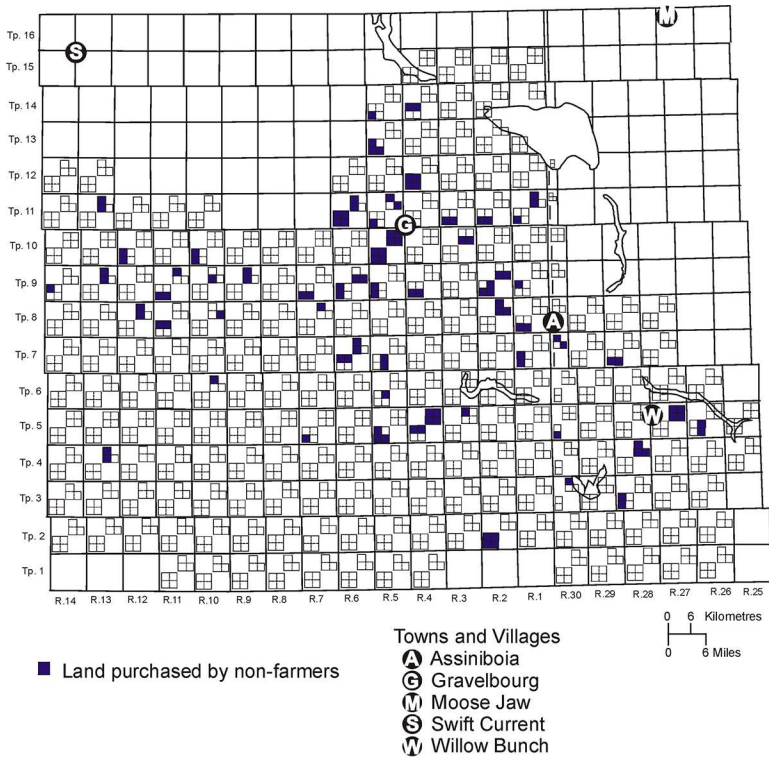 M
Tp. 16
S
Tp. 15
Tp. 14
Tp. 13
Tp. 12
Tp. 11
G
Tp. 10
Tp. 9
Tp. 8
A
Tp. 7
Tp. 6
W
Tp. 5
Tp. 4
Tp. 3
Tp. 2
Tp. 1
R.14 R.13 R.12 R.11 R.10 R.9 R.8 R.7 R.6 R.5 R.4 R.3 R.2 R.1 R.30 R.29 R.28 R.27 R.26 R.25
0 6 Kilometres
0 6 Miles
Land purchased by non-farmers
Towns and Villages
A Assiniboia
G Gravelbourg
M Moose Jaw
S Swift Current
W Willow Bunch